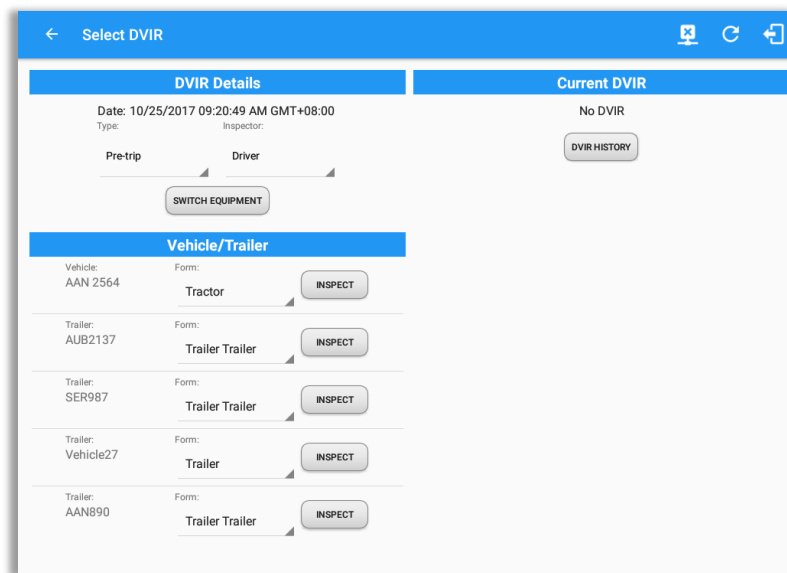 Select DVIR
DVIR Details
Date: 10/25/2017 09:20:49 AM GMT+08:00
Type: Inspector:
Pre-trip Driver
SWITCH EQUIPMENT
Vehicle/Trailer
Vehicle: Form:
AAN 2564 Tractor INSPECT
Trailer: Form:
AUB2137 Trailer Trailer INSPECT
Trailer: Form:
SER987 Trailer Trailer INSPECT
Trailer: Form:
Vehicle27 Trailer INSPECT
Trailer: Form:
AAN890 Trailer Trailer INSPECT
Current DVIR
No DVIR
DVIR HISTORY